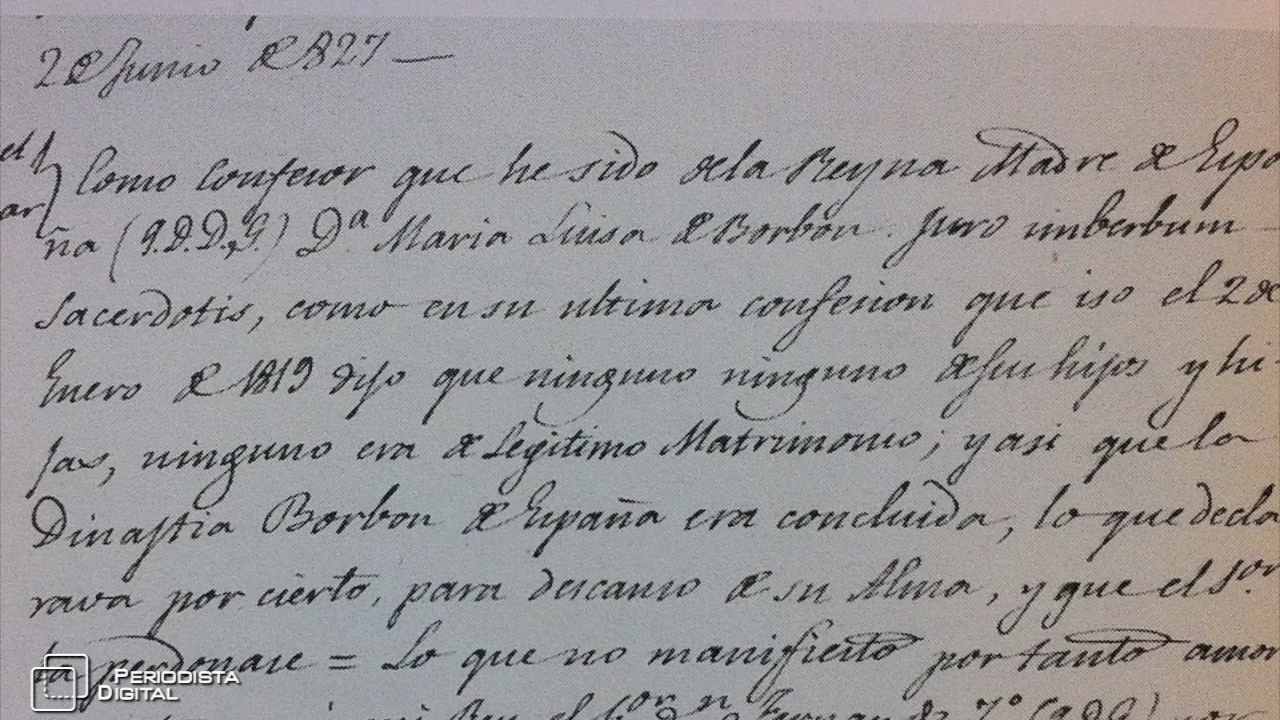 2 de Junio de 1827 —
Como Confesor que he sido de la Reyna Madre de Espa
ña (q.D.D.G.) Dª Maria Luisa de Borbon. Juro imberbum
Sacerdotis, como en su ultima confesion que iso el 2 de
Enero de 1819 dijo que ninguno ninguno de sus hijos y hi
jas, ninguno era de Legitimo Matrimonio; y asi que la
Dinastia Borbon de España era concluida, lo que decla
rava por cierto, para descanso de su Alma, y que el Sor.
la perdonase = Lo que no manifiesto por tanto amor
PERIODISTA
DIGITAL